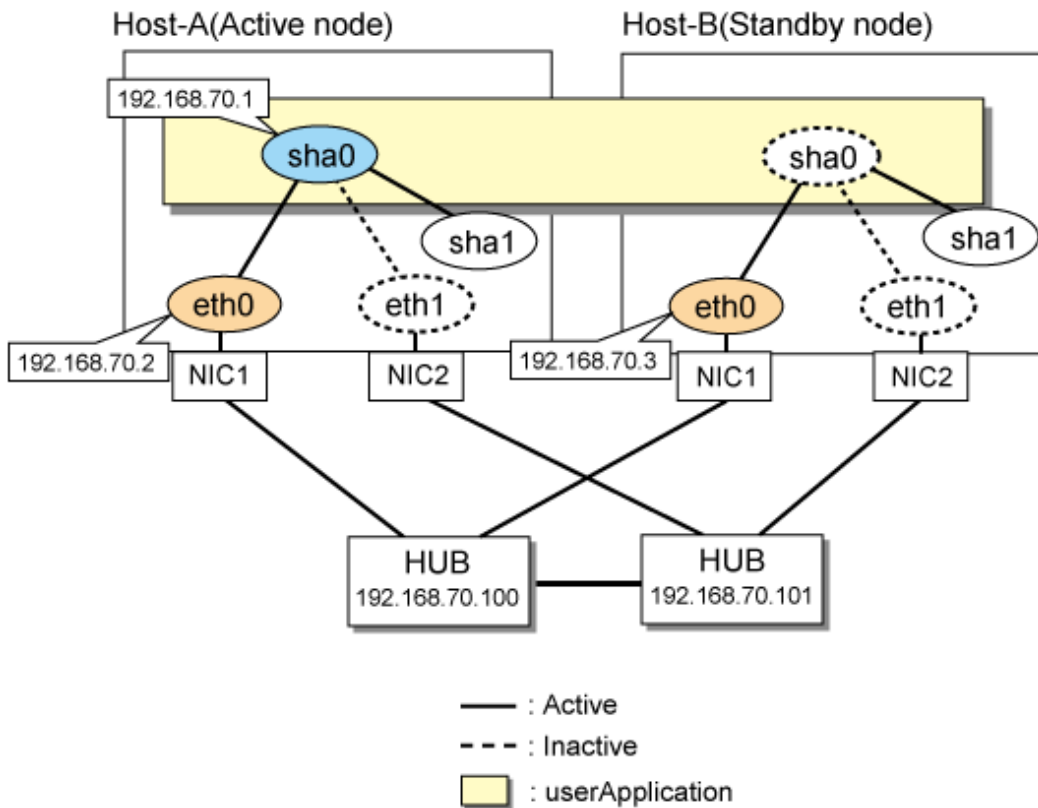 Host-A(Active node)
Host-B(Standby node)
192.168.70.1
sha0
sha0
sha1
sha1
eth0
eth1
eth0
eth1
192.168.70.2
192.168.70.3
NIC1
NIC2
NIC1
NIC2
HUB
192.168.70.100
HUB
192.168.70.101
: Active
: Inactive
: userApplication